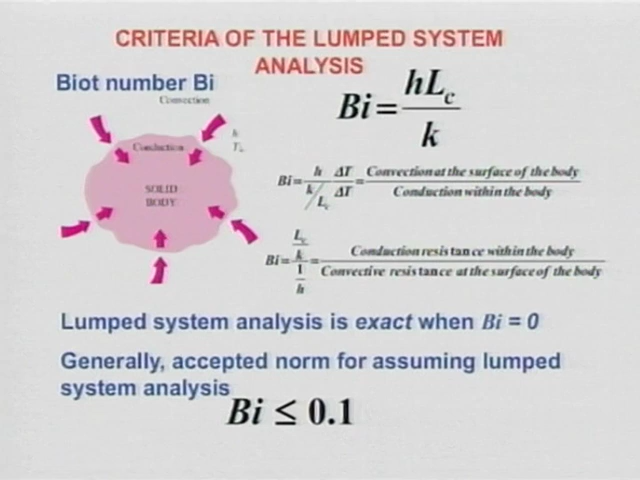 CRITERIA OF THE LUMPED SYSTEM
ANALYSIS
Biot number Bi
Convection
h
Conduction
SOLID
BODY
Bi = hLc / k
Bi = h / (k/Lc) ΔT/ΔT = Convection at the surface of the body / Conduction within the body
Bi = (Lc/k) / (1/h) = Conduction resistance within the body / Convective resistance at the surface of the body
Lumped system analysis is exact when Bi = 0
Generally, accepted norm for assuming lumped
system analysis
Bi ≤ 0.1